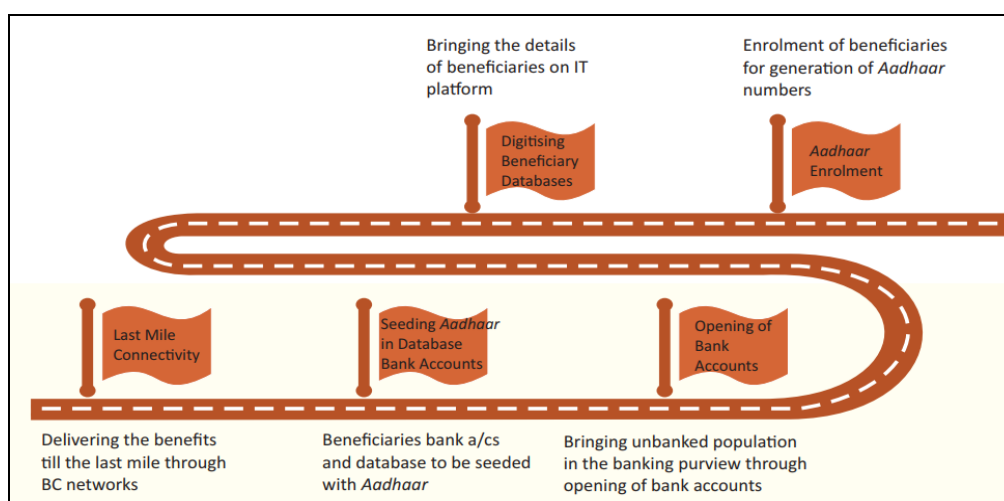 Bringing the details
of beneficiaries on IT
platform
Enrolment of beneficiaries
for generation of Aadhaar
numbers
Digitising
Beneficiary
Databases
Aadhaar
Enrolment
Last Mile
Connectivity
Seeding Aadhaar
in Database
Bank Accounts
Opening of
Bank
Accounts
Delivering the benefits
till the last mile through
BC networks
Beneficiaries bank a/cs
and database to be seeded
with Aadhaar
Bringing unbanked population
in the banking purview through
opening of bank accounts